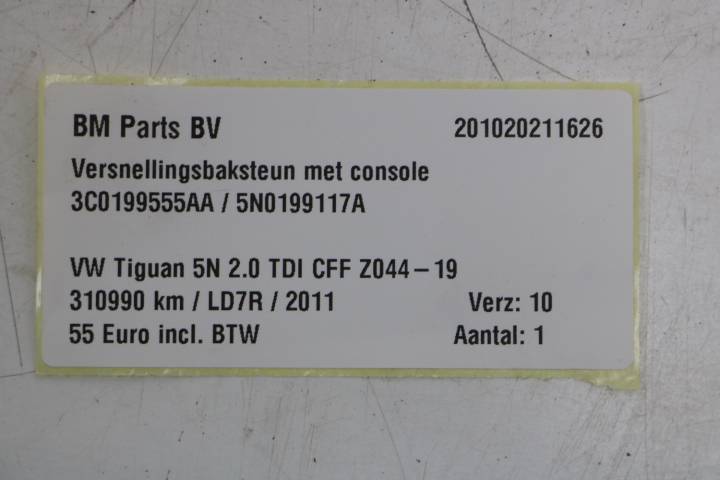 BM Parts BV 201020211626
Versnellingsbaksteun met console
3C0199555AA / 5N0199117A
VW Tiguan 5N 2.0 TDI CFF Z044-19
310990 km / LD7R / 2011 Verz: 10
55 Euro incl. BTW Aantal: 1